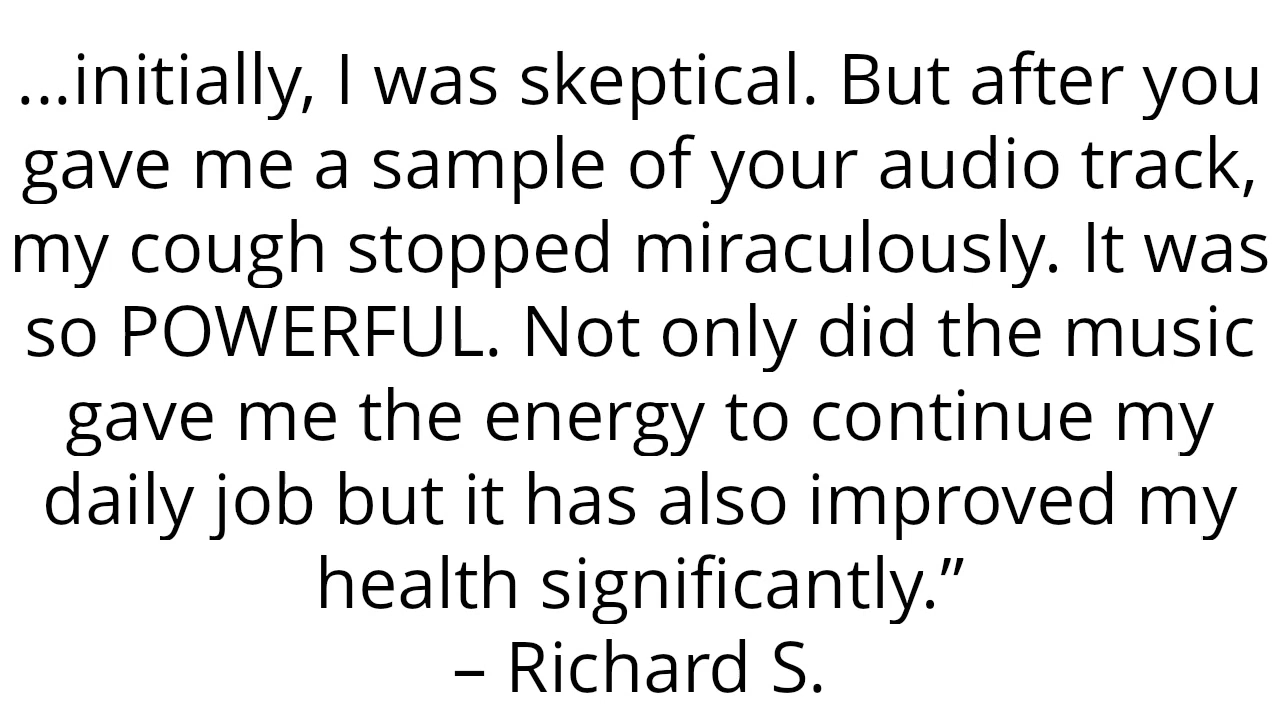 ...initially, I was skeptical. But after you
gave me a sample of your audio track,
my cough stopped miraculously. It was
so POWERFUL. Not only did the music
gave me the energy to continue my
daily job but it has also improved my
health significantly.”
– Richard S.